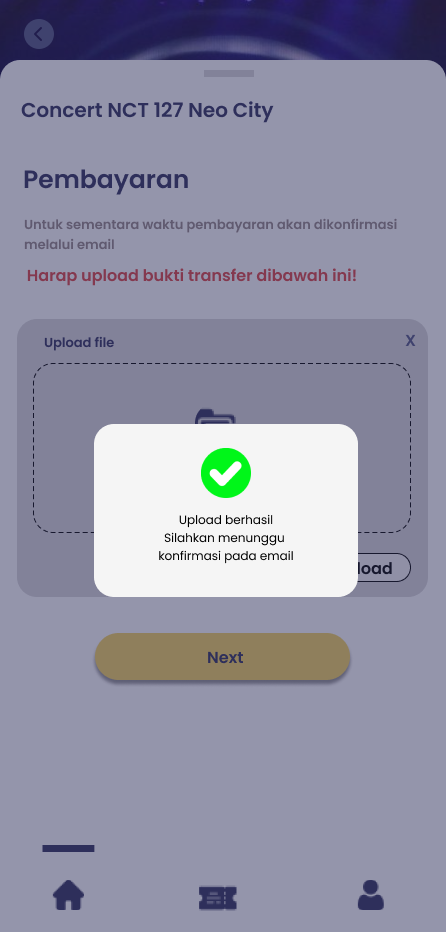 Concert NCT 127 Neo City
Pembayaran
Untuk sementara waktu pembayaran akan dikonfirmasi
melalui email
Harap upload bukti transfer dibawah ini!
Upload file
X
Upload berhasil
Silahkan menunggu
konfirmasi pada email
load
Next